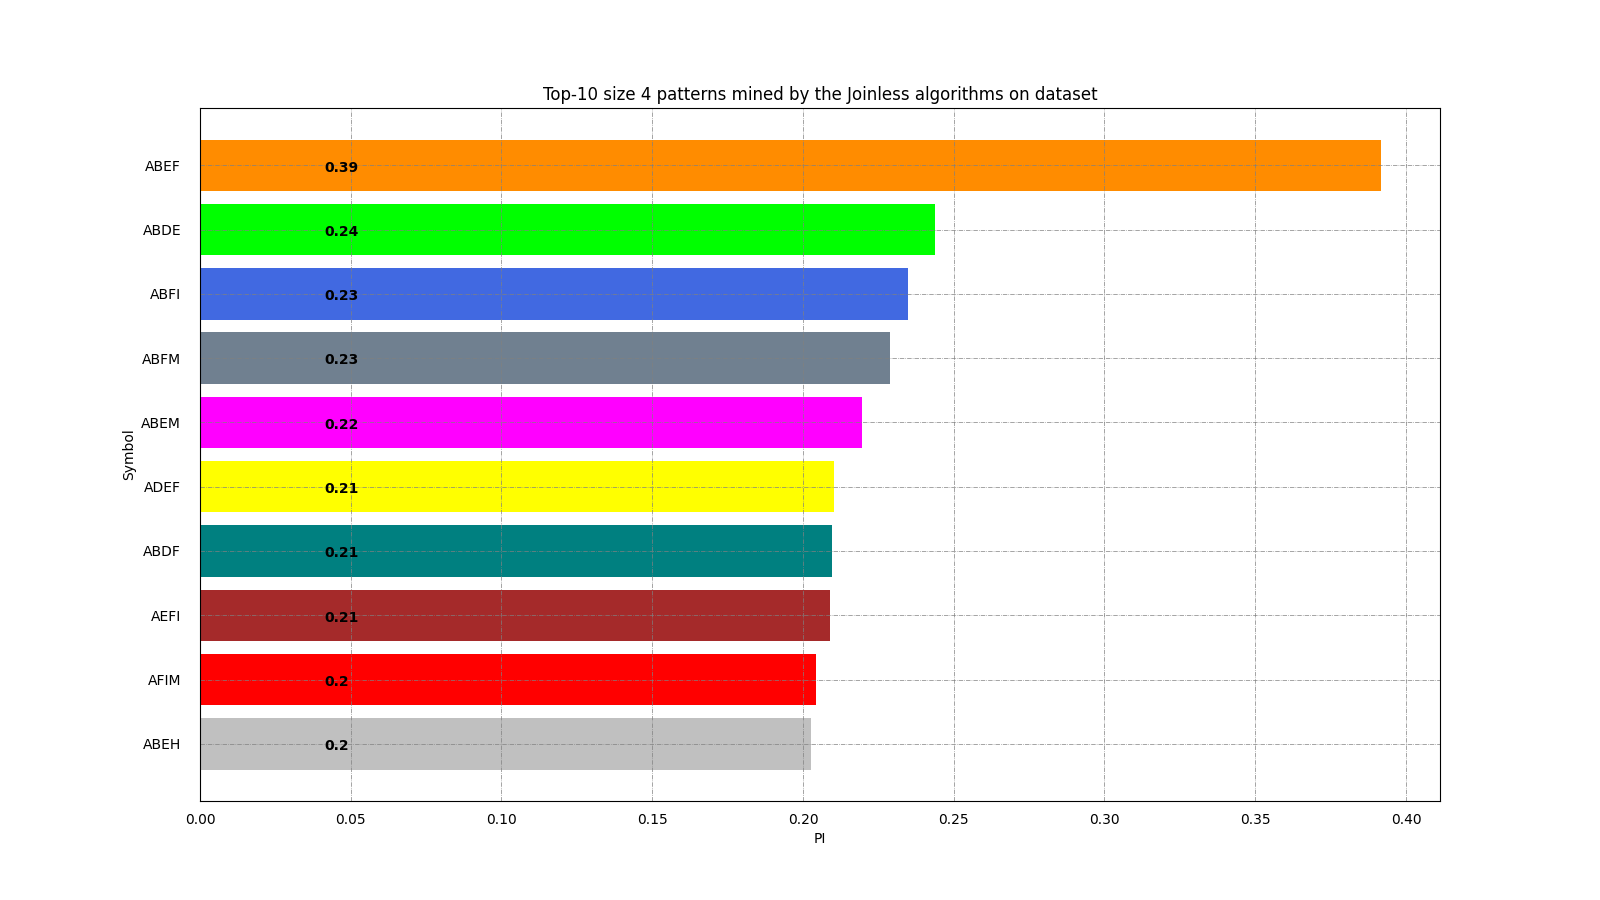 Top-10 size 4 patterns mined by the Joinless algorithms on dataset
ABEF 0.39
ABDE 0.24
ABFI 0.23
ABFM 0.23
ABEM 0.22
Symbol
ADEF 0.21
ABDF 0.21
AEFI 0.21
AFIM 0.2
ABEH 0.2
0.00 0.05 0.10 0.15 0.20 0.25 0.30 0.35 0.40
PI